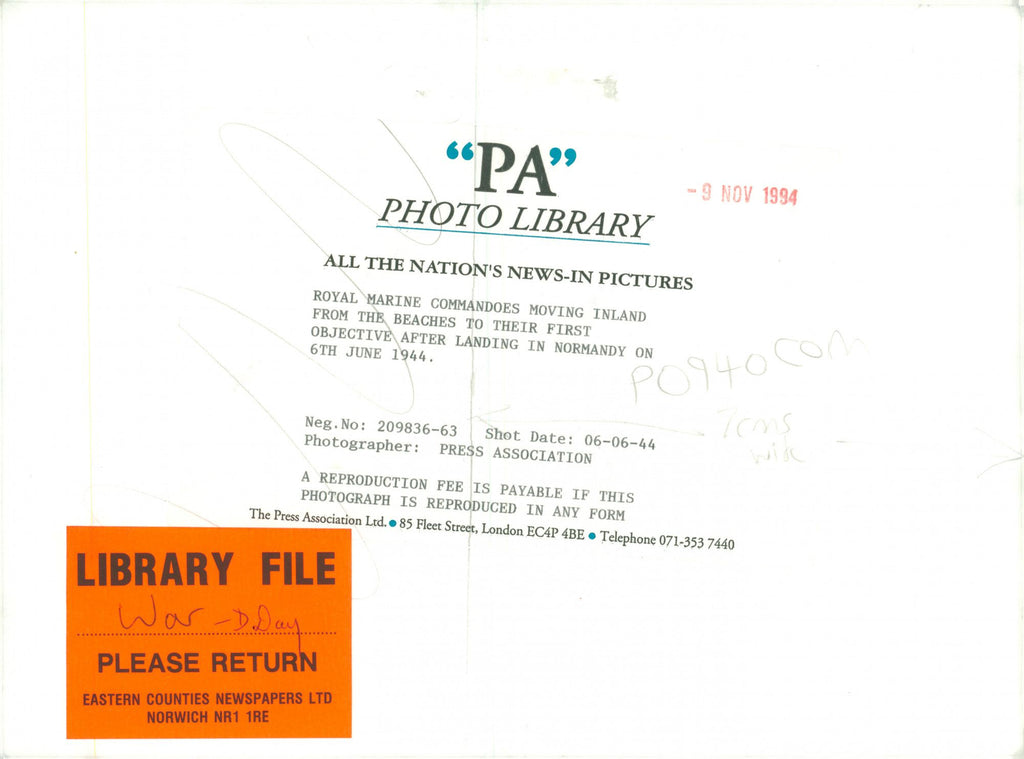 “PA”
PHOTO LIBRARY
- 9 NOV 1994
ALL THE NATION'S NEWS-IN PICTURES
ROYAL MARINE COMMANDOES MOVING INLAND
FROM THE BEACHES TO THEIR FIRST
OBJECTIVE AFTER LANDING IN NORMANDY ON
6TH JUNE 1944.
PO940COM
Neg.No: 209836-63 Shot Date: 06-06-44
Photographer: PRESS ASSOCIATION
7cms
wide
A REPRODUCTION FEE IS PAYABLE IF THIS
PHOTOGRAPH IS REPRODUCED IN ANY FORM
The Press Association Ltd. • 85 Fleet Street, London EC4P 4BE • Telephone 071-353 7440
LIBRARY FILE
War - D.Day
PLEASE RETURN
EASTERN COUNTIES NEWSPAPERS LTD
NORWICH NR1 1RE